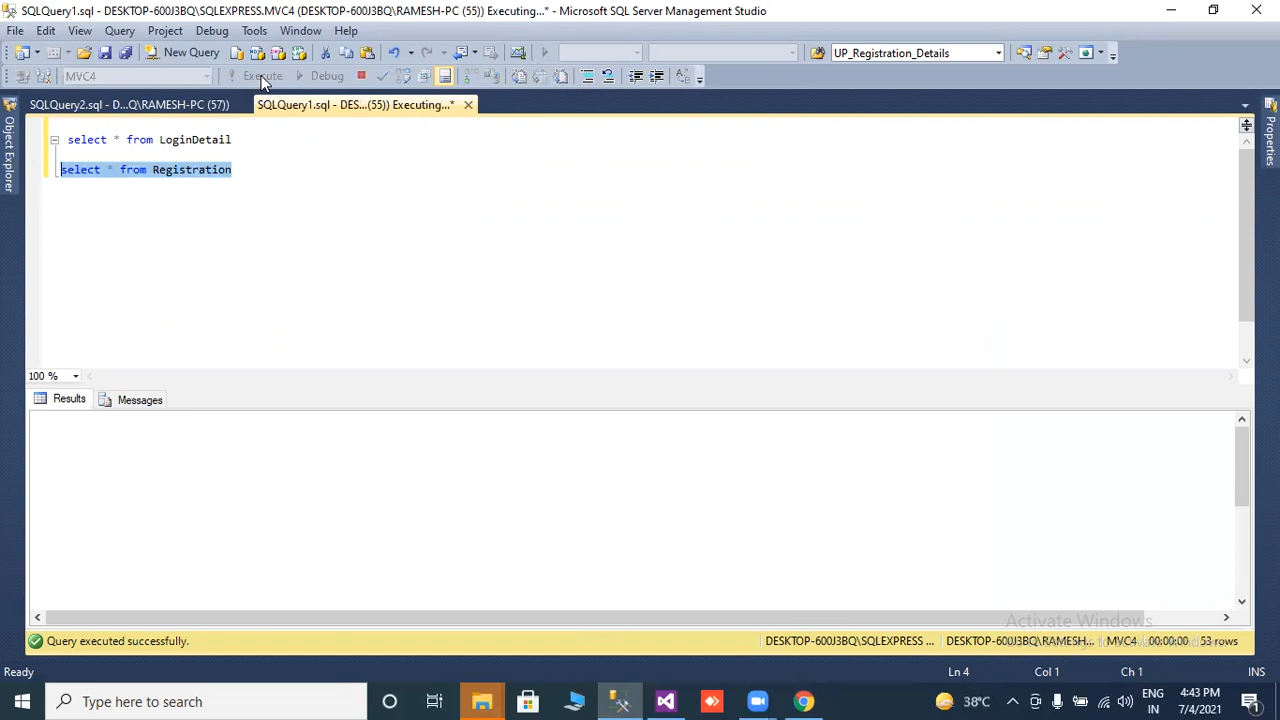 SQLQuery1.sql - DESKTOP-600J3BQ\SQLEXPRESS.MVC4 (DESKTOP-600J3BQ\RAMESH-PC (55)) Executing...* - Microsoft SQL Server Management Studio
File Edit View Query Project Debug Tools Window Help
New Query UP_Registration_Details
MVC4 Execute Debug
SQLQuery2.sql - D...Q\RAMESH-PC (57)) SQLQuery1.sql - DES...(55)) Executing...*
Object Explorer
Properties
select * from LoginDetail
select * from Registration
100 %
Results Messages
Activate Windows
Query executed successfully. DESKTOP-600J3BQ\SQLEXPRESS ... DESKTOP-600J3BQ\RAMESH... MVC4 00:00:00 53 rows
Ready Ln 4 Col 1 Ch 1 INS
Type here to search 38°C ENG IN 4:43 PM 7/4/2021 1